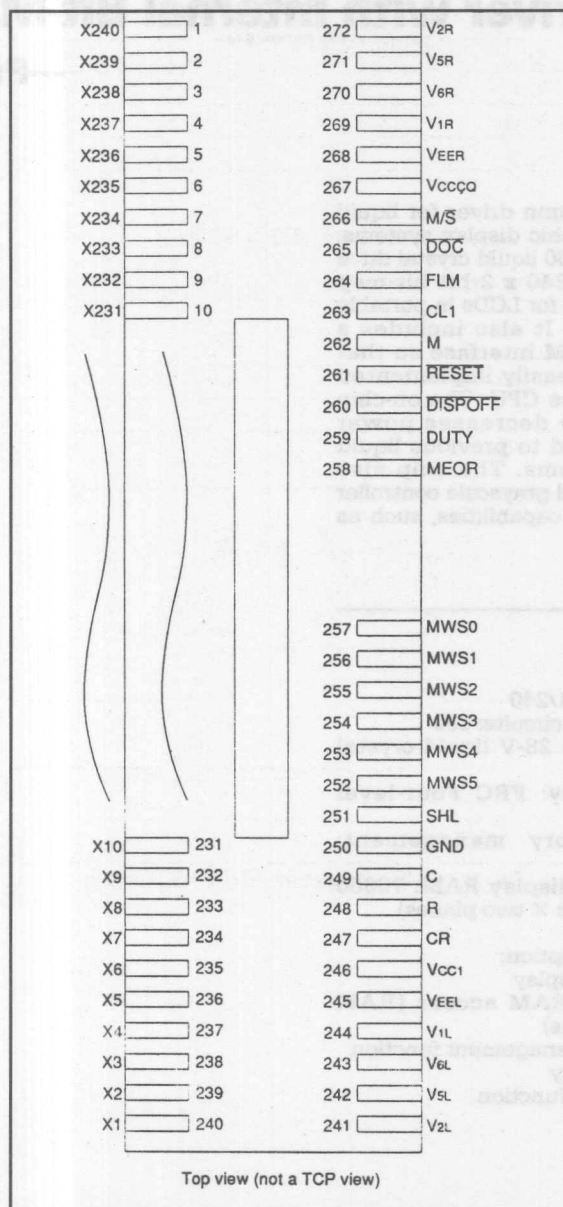 X240 1 272 V2R
X239 2 271 V5R
X238 3 270 V6R
X237 4 269 V1R
X236 5 268 VEER
X235 6 267
X234 7 266 M/S
X233 8 265 DOC
X232 9 264 FLM
X231 10 263 CL1
262 M
261 RESET
260 DISPOFF
259 DUTY
258 MEOR
257 MWS0
256 MWS1
255 MWS2
254 MWS3
253 MWS4
252 MWS5
251 SHL
X10 231 250 GND
X9 232 249 C
X8 233 248 R
X7 234 247 CR
X6 235 246 VCC1
X5 236 245 VEEL
X4 237 244 V1L
X3 238 243 V6L
X2 239 242 V5L
X1 240 241 V2L
Top view (not a TCP view)